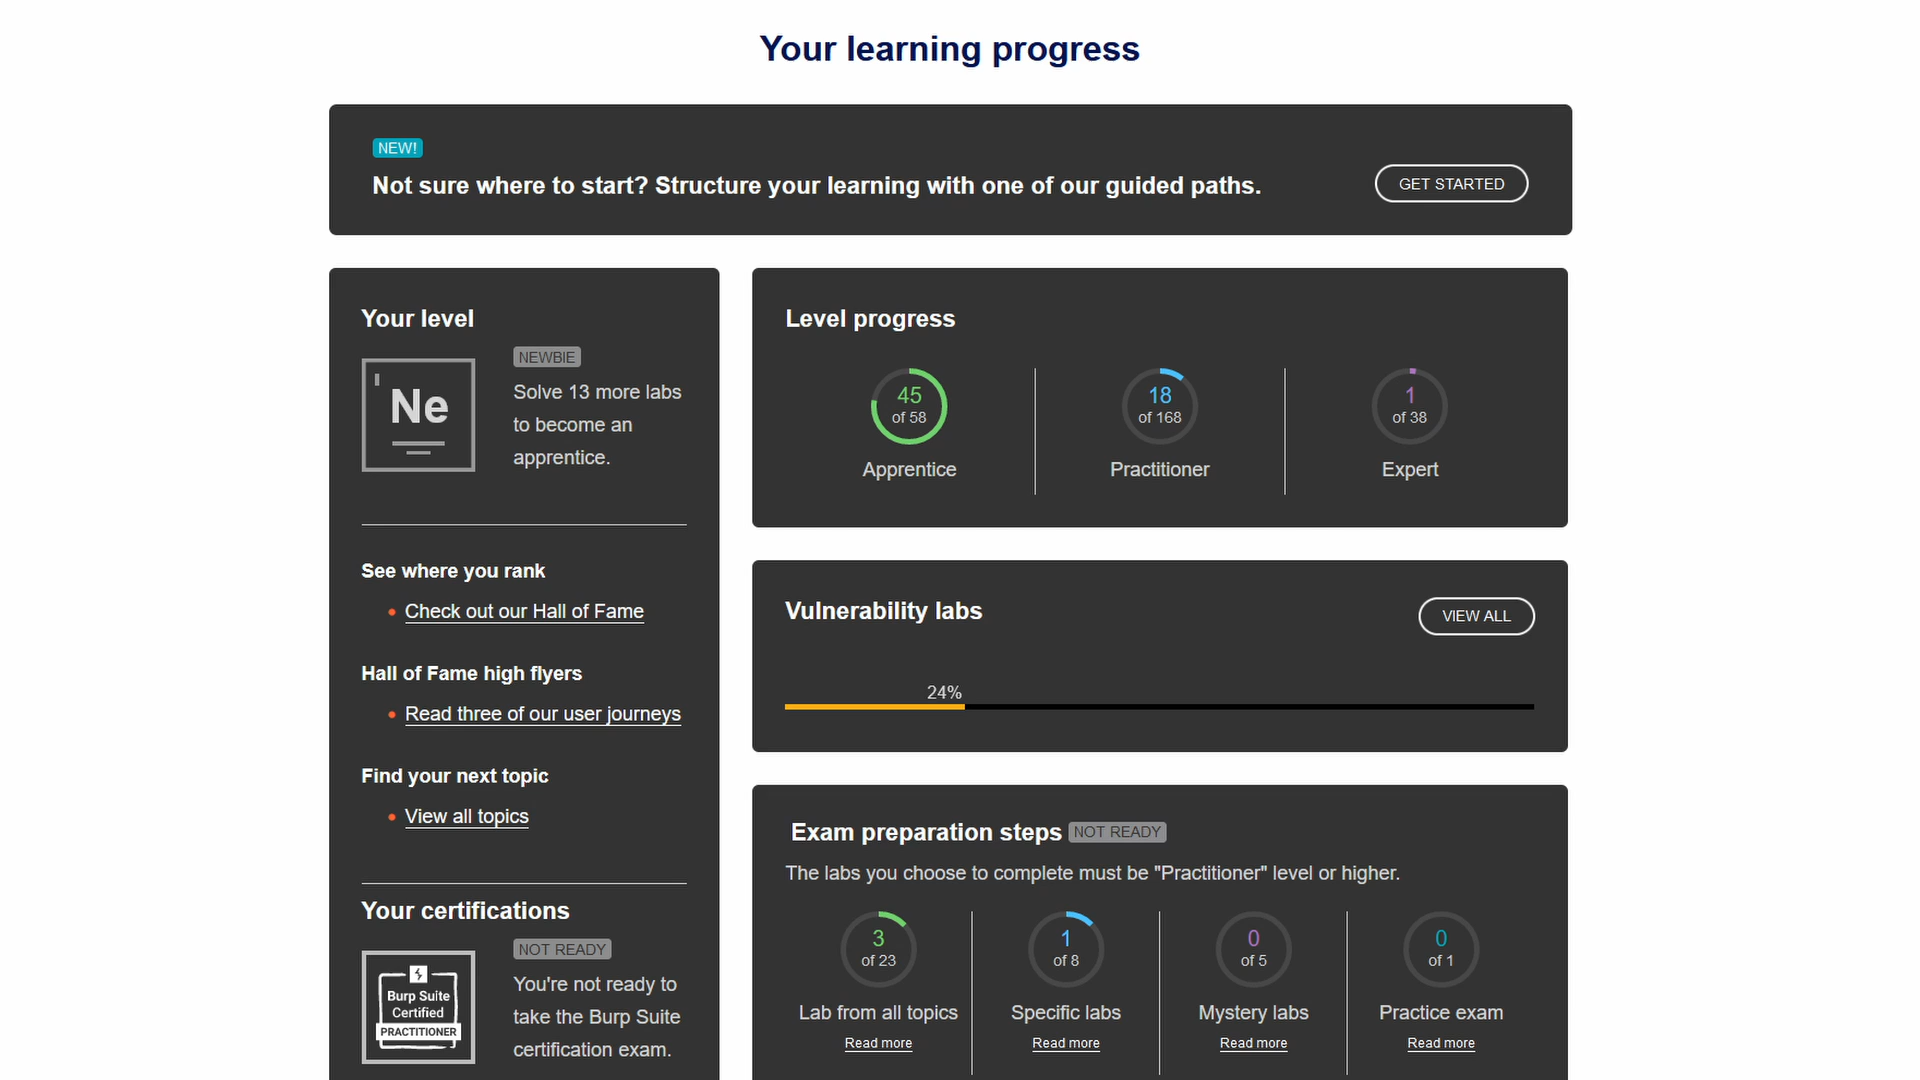 Your learning progress
NEW!
Not sure where to start? Structure your learning with one of our guided paths.
GET STARTED
Your level
Ne
NEWBIE
Solve 13 more labs
to become an
apprentice.
See where you rank
Check out our Hall of Fame
Hall of Fame high flyers
Read three of our user journeys
Find your next topic
View all topics
Your certifications
Burp Suite
Certified
PRACTITIONER
NOT READY
You're not ready to
take the Burp Suite
certification exam.
Level progress
45
of 58
Apprentice
18
of 168
Practitioner
1
of 38
Expert
Vulnerability labs
VIEW ALL
24%
Exam preparation steps NOT READY
The labs you choose to complete must be "Practitioner" level or higher.
3
of 23
Lab from all topics
Read more
1
of 8
Specific labs
Read more
0
of 5
Mystery labs
Read more
0
of 1
Practice exam
Read more